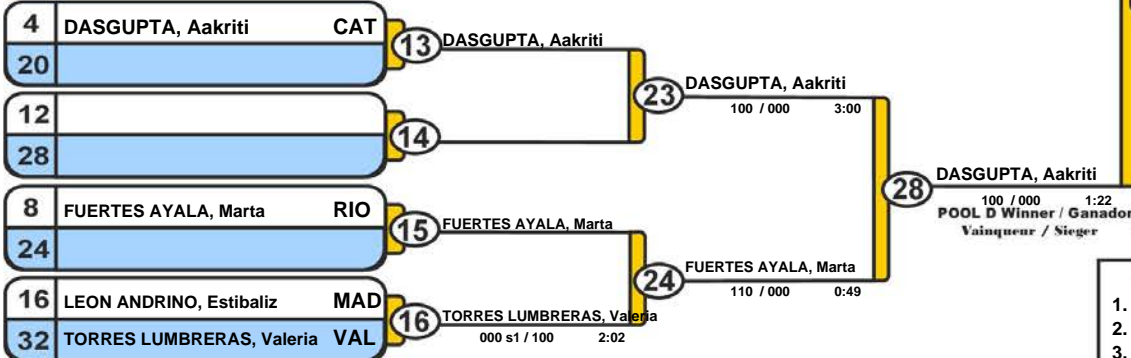 4 DASGUPTA, Aakriti CAT
20
13 DASGUPTA, Aakriti
12
28
14
23 DASGUPTA, Aakriti
100 / 000 3:00
8 FUERTES AYALA, Marta RIO
24
15 FUERTES AYALA, Marta
16 LEON ANDRINO, Estibaliz MAD
32 TORRES LUMBRERAS, Valeria VAL
16 TORRES LUMBRERAS, Valeria
000 s1 / 100 2:02
24 FUERTES AYALA, Marta
110 / 000 0:49
28 DASGUPTA, Aakriti
100 / 000 1:22
POOL D Winner / Ganador
Vainqueur / Sieger
1.
2.
3.